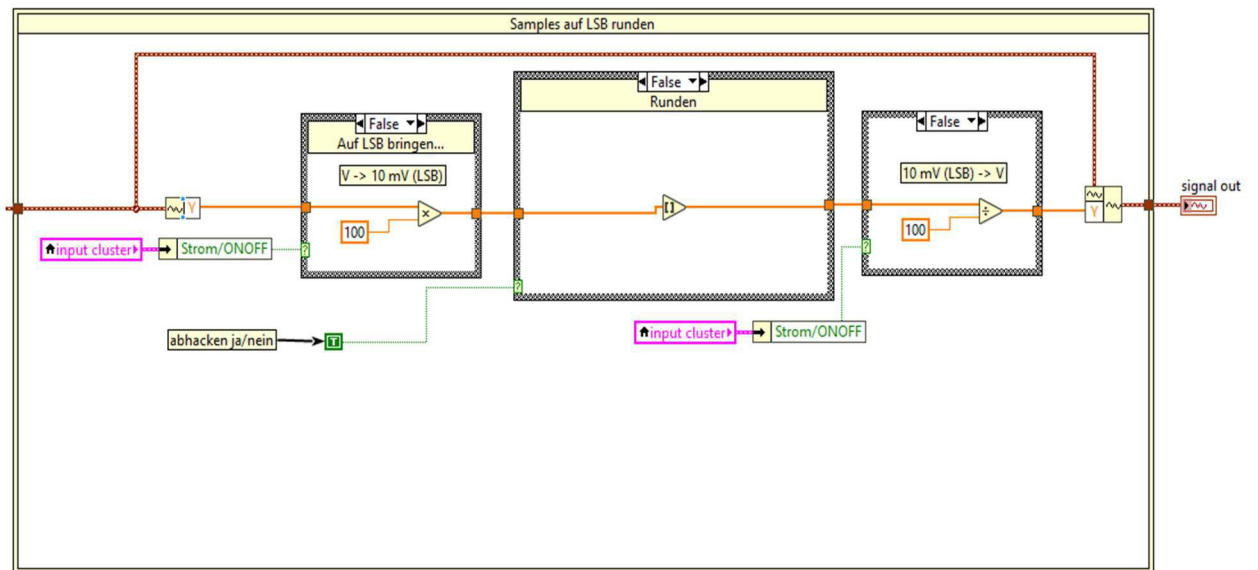 Samples auf LSB runden
False
Runden
False
Auf LSB bringen...
V -> 10 mV (LSB)
False
10 mV (LSB) -> V
signal out
Y
×
[]
÷
Y
100
100
input cluster
Strom/ONOFF
?
?
?
input cluster
Strom/ONOFF
abhacken ja/nein
T